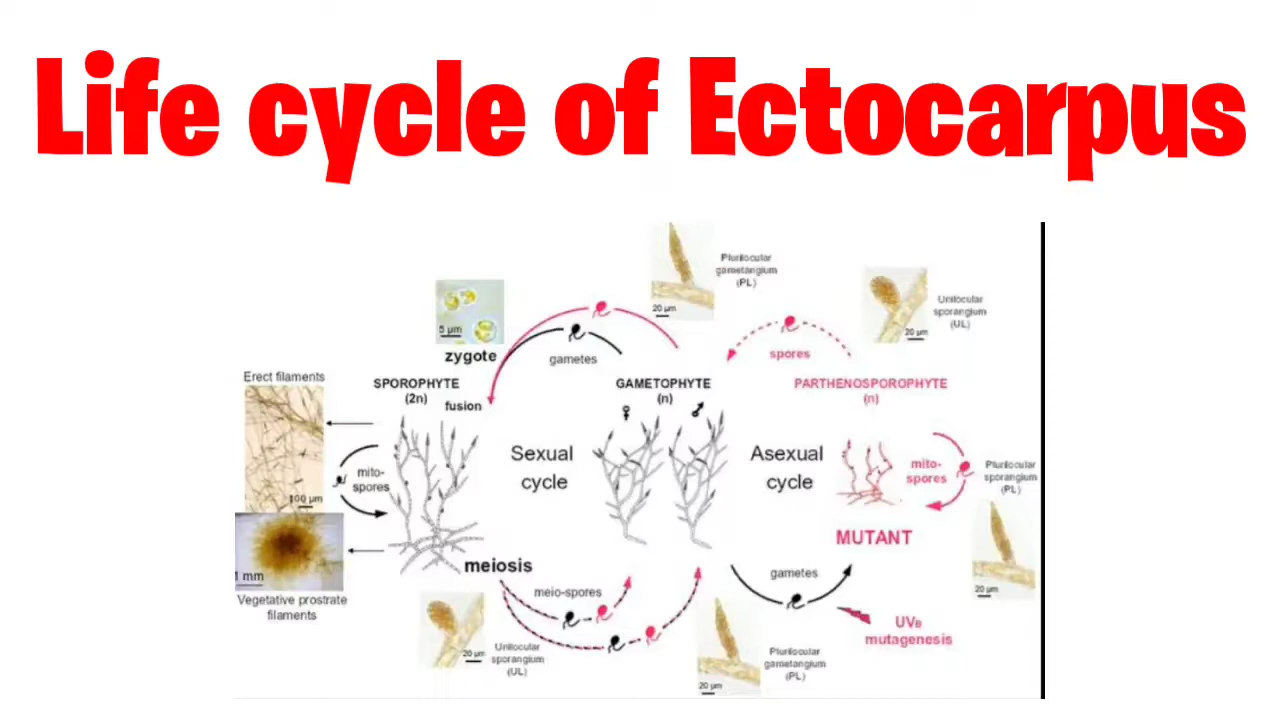 Life cycle of Ectocarpus
Plurilocular
gametangium
(PL)
20 µm
Unilocular
sporangium
(UL)
20 µm
5 µm
zygote
gametes
spores
Erect filaments
SPOROPHYTE
(2n)
fusion
GAMETOPHYTE
(n)
♀
♂
PARTHENOSPOROPHYTE
(n)
Sexual
cycle
Asexual
cycle
mito-
spores
100 µm
mito-
spores
Plurilocular
sporangium
(PL)
20 µm
MUTANT
1 mm
Vegetative prostrate
filaments
meiosis
meio-spores
gametes
UVB
mutagenesis
20 µm
Unilocular
sporangium
(UL)
20 µm
Plurilocular
gametangium
(PL)